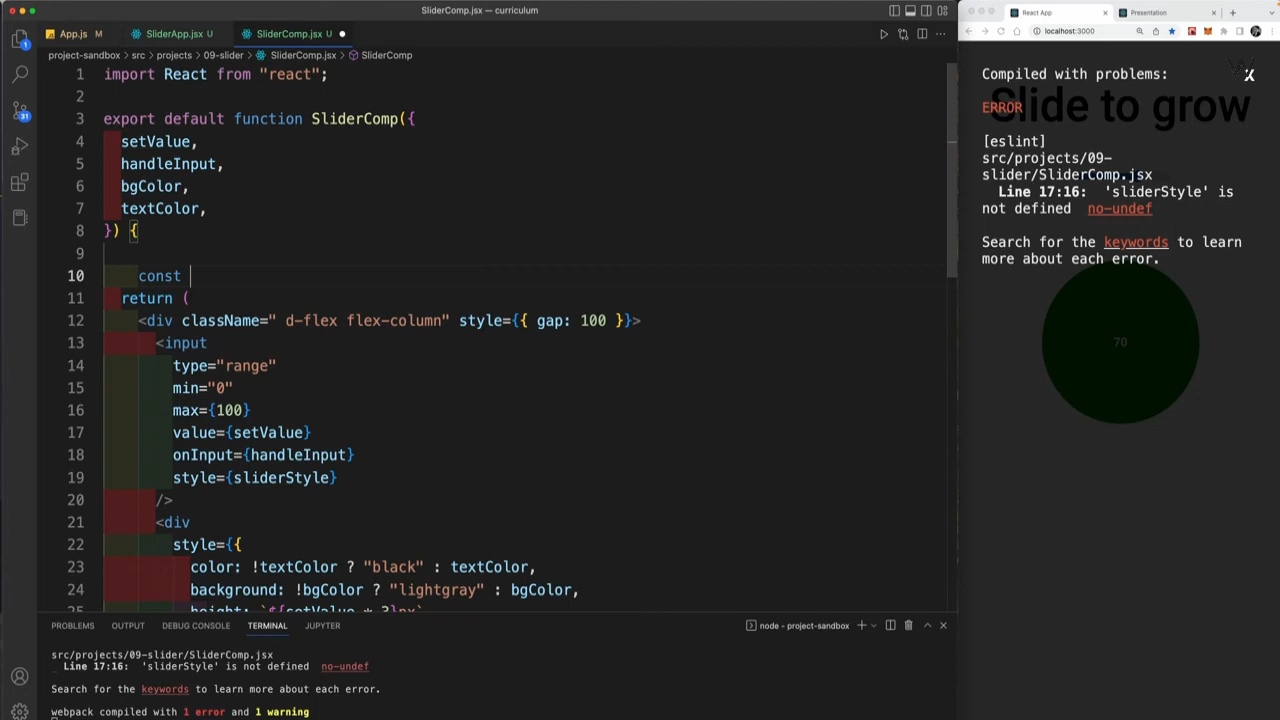 SliderComp.jsx — curriculum
App.js M
SliderApp.jsx U
SliderComp.jsx U
React App
Presentation
localhost:3000
project-sandbox > src > projects > 09-slider > SliderComp.jsx > SliderComp
1 import React from "react";
2
3 export default function SliderComp({
4 setValue,
5 handleInput,
6 bgColor,
7 textColor,
8 }) {
9
10 const
11 return (
12 <div className=" d-flex flex-column" style={{ gap: 100 }}>
13 <input
14 type="range"
15 min="0"
16 max={100}
17 value={setValue}
18 onInput={handleInput}
19 style={sliderStyle}
20 />
21 <div
22 style={{
23 color: !textColor ? "black" : textColor,
24 background: !bgColor ? "lightgray" : bgColor,
25 height: `${setValue * 3}px`
Compiled with problems:
X
Slide to grow
ERROR
[eslint]
src/projects/09-
slider/SliderComp.jsx
Line 17:16: 'sliderStyle' is
not defined no-undef
Search for the keywords to learn
more about each error.
70
1
31
PROBLEMS OUTPUT DEBUG CONSOLE TERMINAL JUPYTER
node - project-sandbox
src/projects/09-slider/SliderComp.jsx
Line 17:16: 'sliderStyle' is not defined no-undef
Search for the keywords to learn more about each error.
webpack compiled with 1 error and 1 warning